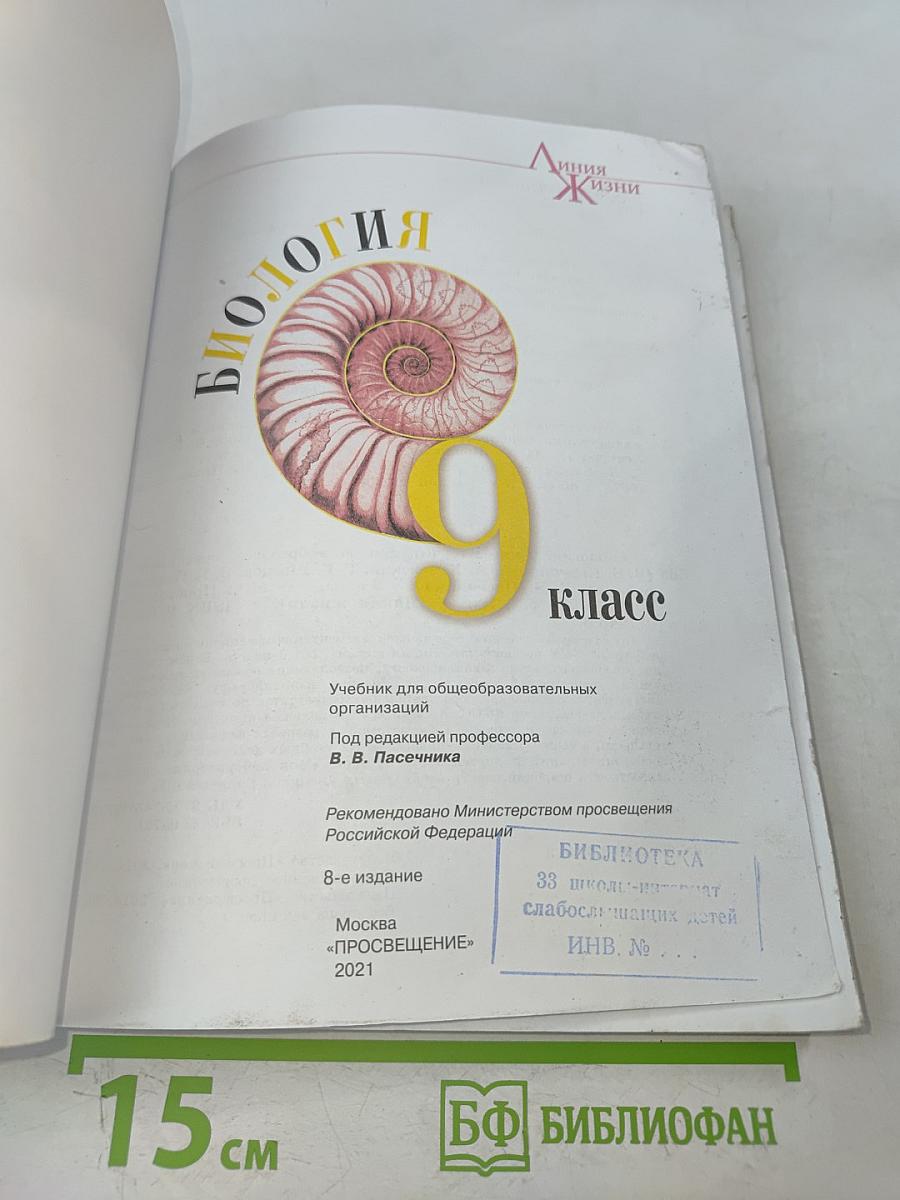 Линия
Жизни
БИОЛОГИЯ
9
класс
Учебник для общеобразовательных
организаций
Под редакцией профессора
В. В. Пасечника
Рекомендовано Министерством просвещения
Российской Федерации
8-е издание
Москва
«ПРОСВЕЩЕНИЕ»
2021
БИБЛИОТЕКА
33 школы-интернат
слабослышащих детей
ИНВ. № . . .
15 см
БФ БИБЛИОФАН